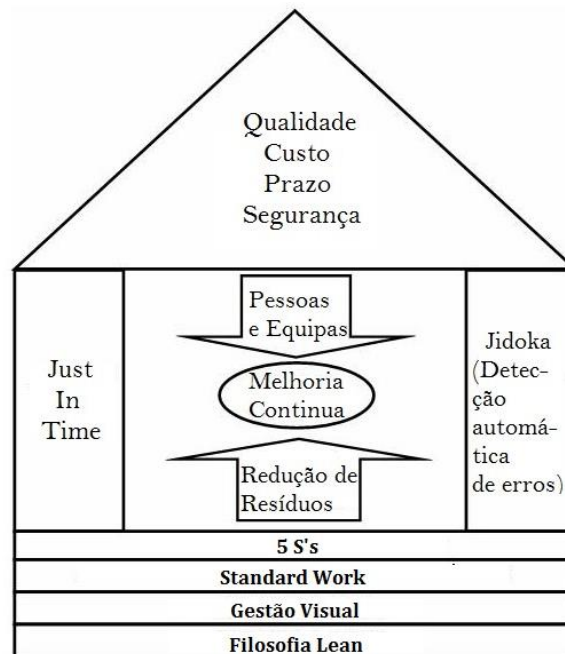 Qualidade
Custo
Prazo
Segurança
Just
In
Time
Pessoas
e Equipas
Melhoria
Continua
Redução de
Resíduos
Jidoka
(Detec-
ção
automá-
tica
de erros)
5 S's
Standard Work
Gestão Visual
Filosofia Lean